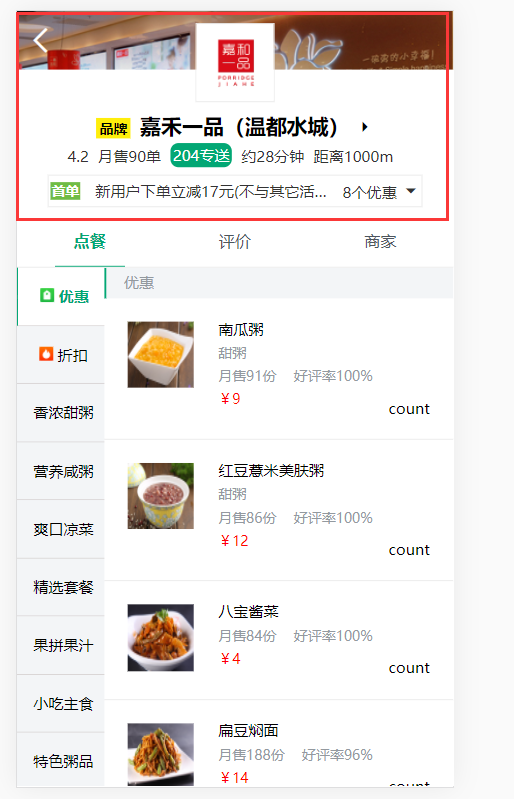 嘉和
一品
PORRIDGE
JIAHE
一碗粥的小幸福!
品牌 嘉禾一品（温都水城）
4.2 月售90单 204专送 约28分钟 距离1000m
首单 新用户下单立减17元(不与其它活... 8个优惠
点餐 评价 商家
优惠
折扣
香浓甜粥
营养咸粥
爽口凉菜
精选套餐
果拼果汁
小吃主食
特色粥品
优惠
南瓜粥
甜粥
月售91份 好评率100%
￥9
count
红豆薏米美肤粥
甜粥
月售86份 好评率100%
￥12
count
八宝酱菜
月售84份 好评率100%
￥4
count
扁豆焖面
月售188份 好评率96%
￥14
count